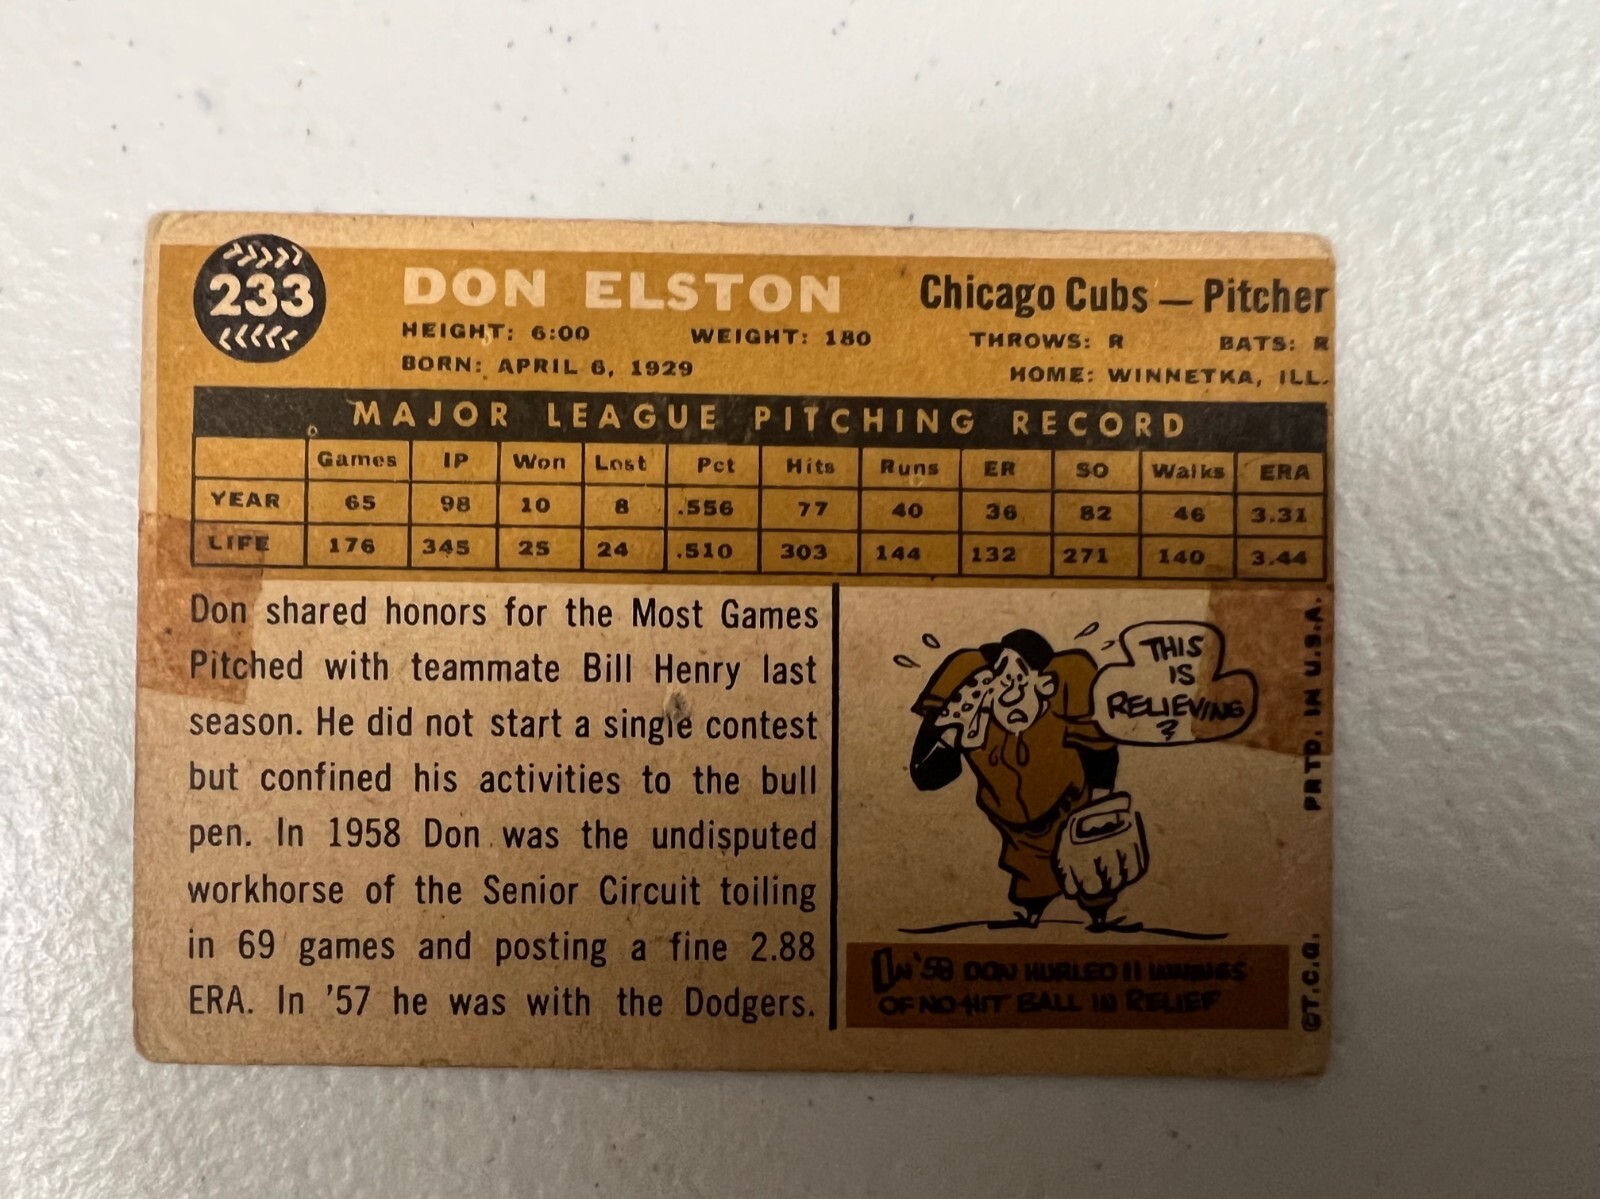 233
DON ELSTON
Chicago Cubs — Pitcher
HEIGHT: 6:00 WEIGHT: 180 THROWS: R BATS: R
BORN: APRIL 6, 1929 HOME: WINNETKA, ILL.
MAJOR LEAGUE PITCHING RECORD
Games IP Won Lost Pct Hits Runs ER SO Walks ERA
YEAR 65 98 10 8 .556 77 40 36 82 46 3.31
LIFE 176 345 25 24 .510 303 144 132 271 140 3.44
Don shared honors for the Most Games
Pitched with teammate Bill Henry last
season. He did not start a single contest
but confined his activities to the bull
pen. In 1958 Don was the undisputed
workhorse of the Senior Circuit toiling
in 69 games and posting a fine 2.88
ERA. In '57 he was with the Dodgers.
THIS
IS
RELIEVING
?
IN '58 DON HURLED 11 INNINGS
OF NO-HIT BALL IN RELIEF
©T.C.G. PRTD. IN U.S.A.